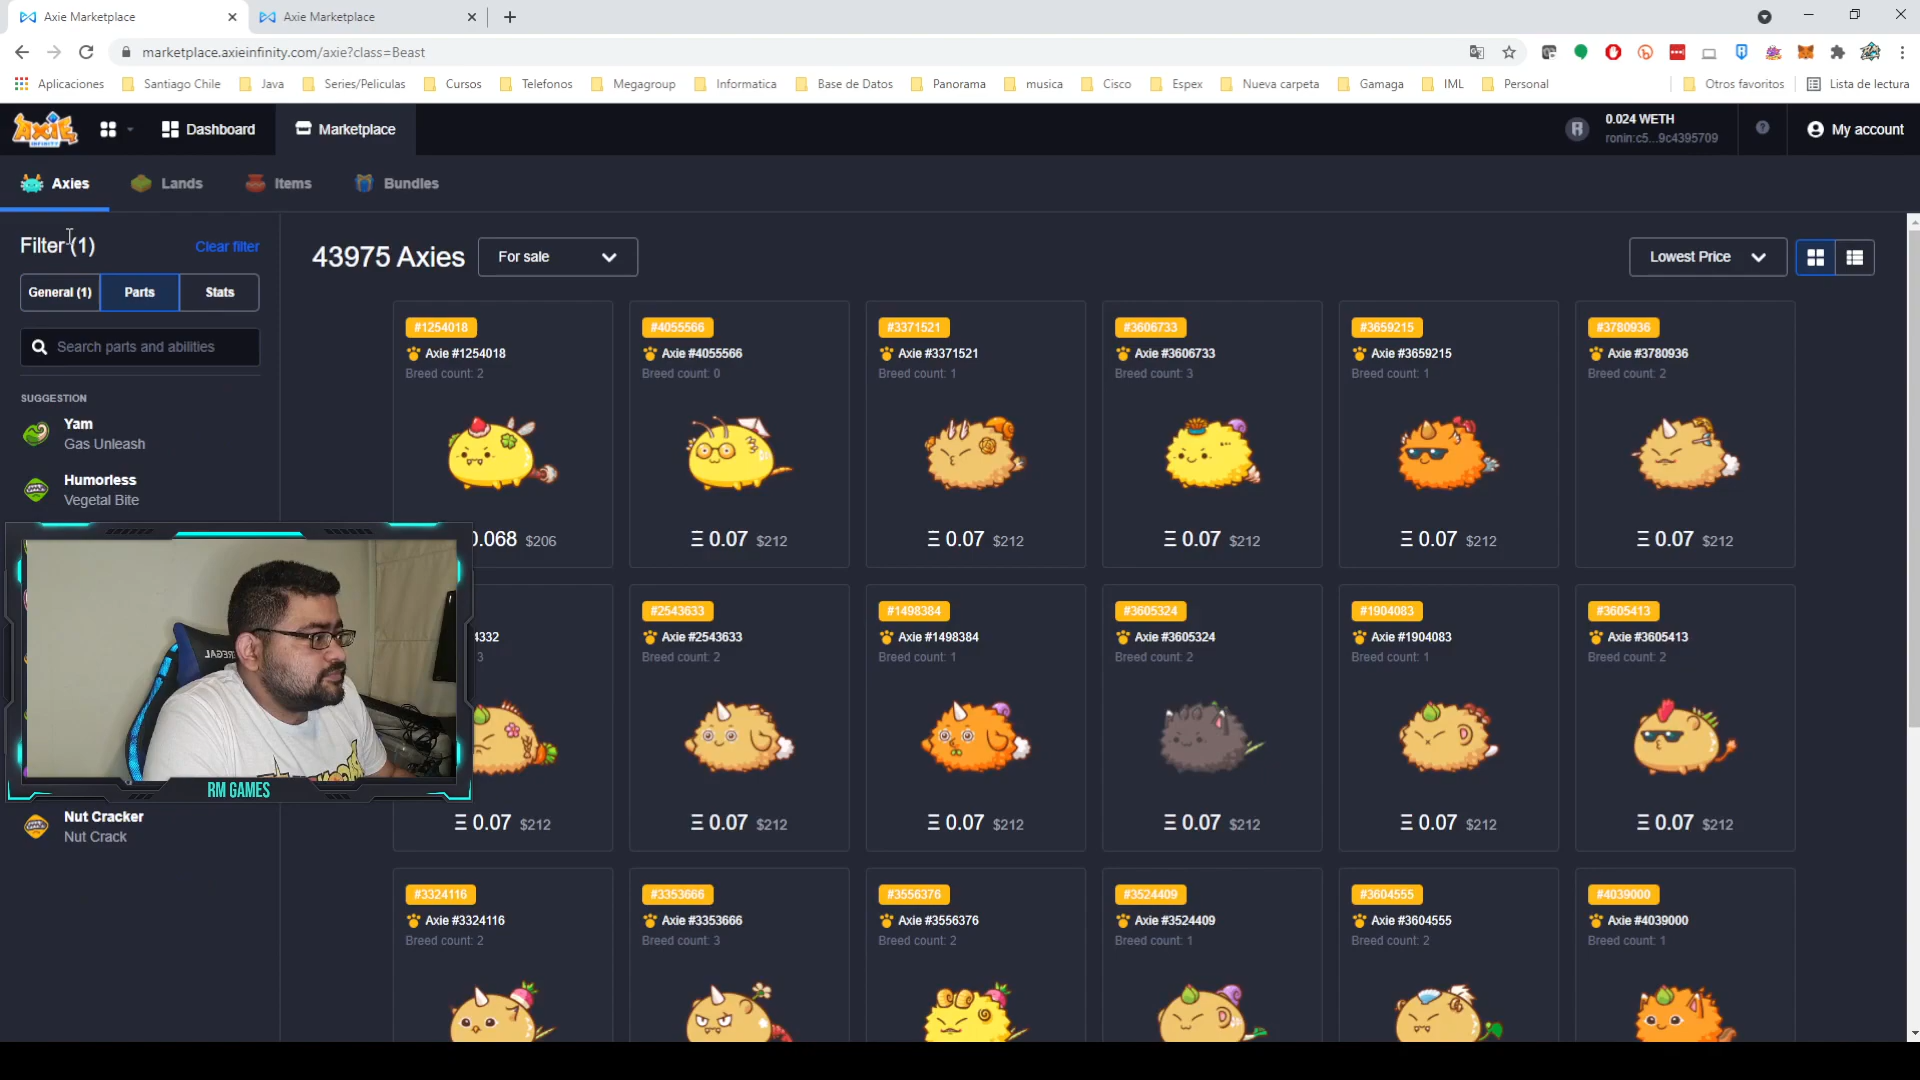 Axie Marketplace
Axie Marketplace
marketplace.axieinfinity.com/axie?class=Beast
Aplicaciones
Santiago Chile
Java
Series/Peliculas
Cursos
Telefonos
Megagroup
Informatica
Base de Datos
Panorama
musica
Cisco
Espex
Nueva carpeta
Gamaga
IML
Personal
Otros favoritos
Lista de lectura
AXIE
INFINITY
Dashboard
Marketplace
0.024 WETH
ronin:c5...9c4395709
My account
Axies
Lands
Items
Bundles
Filter (1)
Clear filter
General (1)
Parts
Stats
Search parts and abilities
SUGGESTION
Yam
Gas Unleash
Humorless
Vegetal Bite
Nut Cracker
Nut Crack
43975 Axies
For sale
Lowest Price
#1254018
Axie #1254018
Breed count: 2
0.068 $206
#4055566
Axie #4055566
Breed count: 0
Ξ 0.07 $212
#3371521
Axie #3371521
Breed count: 1
Ξ 0.07 $212
#3606733
Axie #3606733
Breed count: 3
Ξ 0.07 $212
#3659215
Axie #3659215
Breed count: 1
Ξ 0.07 $212
#3780936
Axie #3780936
Breed count: 2
Ξ 0.07 $212
4332
3
Ξ 0.07 $212
#2543633
Axie #2543633
Breed count: 2
Ξ 0.07 $212
#1498384
Axie #1498384
Breed count: 1
Ξ 0.07 $212
#3605324
Axie #3605324
Breed count: 2
Ξ 0.07 $212
#1904083
Axie #1904083
Breed count: 1
Ξ 0.07 $212
#3605413
Axie #3605413
Breed count: 2
Ξ 0.07 $212
#3324116
Axie #3324116
Breed count: 2
#3353666
Axie #3353666
Breed count: 3
#3556376
Axie #3556376
Breed count: 2
#3524409
Axie #3524409
Breed count: 1
#3604555
Axie #3604555
Breed count: 2
#4039000
Axie #4039000
Breed count: 1
RM GAMES